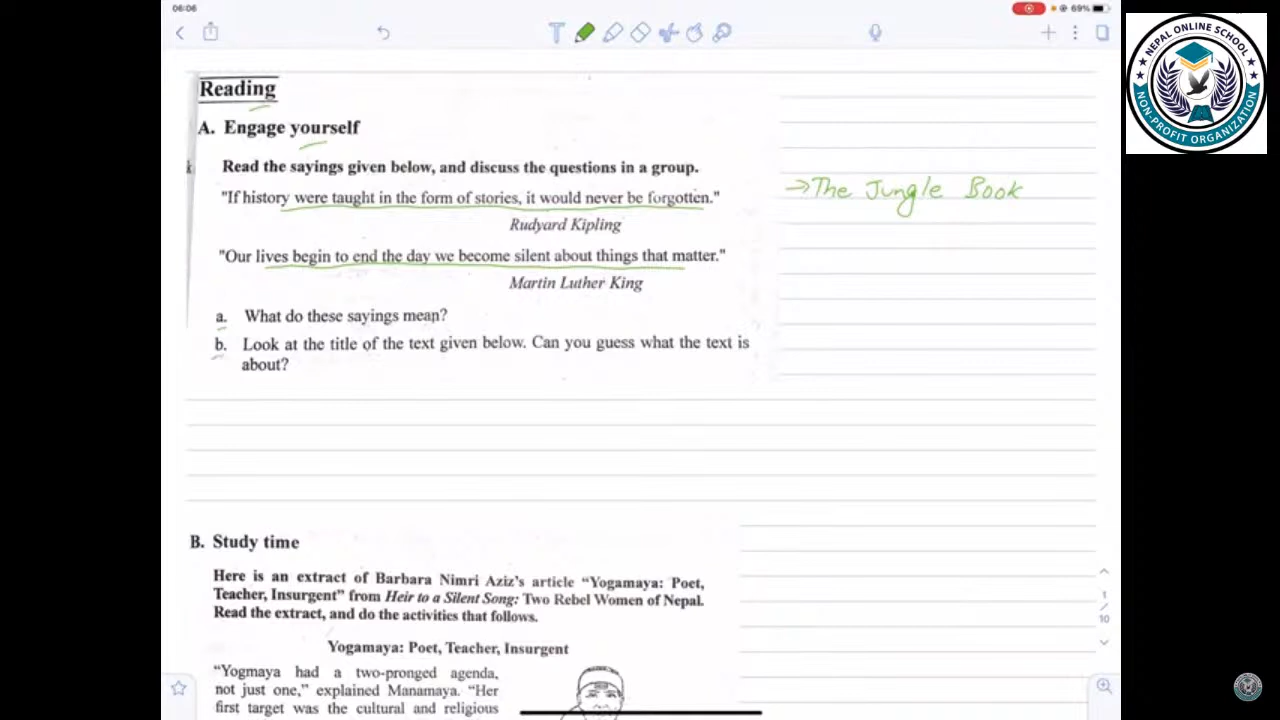 06:06
69%
NEPAL ONLINE SCHOOL
NON-PROFIT ORGANIZATION
Reading
A. Engage yourself
Read the sayings given below, and discuss the questions in a group.
"If history were taught in the form of stories, it would never be forgotten."
→The Jungle Book
Rudyard Kipling
"Our lives begin to end the day we become silent about things that matter."
Martin Luther King
a. What do these sayings mean?
b. Look at the title of the text given below. Can you guess what the text is
about?
B. Study time
Here is an extract of Barbara Nimri Aziz's article “Yogamaya: Poet,
Teacher, Insurgent” from Heir to a Silent Song: Two Rebel Women of Nepal.
Read the extract, and do the activities that follows.
Yogamaya: Poet, Teacher, Insurgent
“Yogmaya had a two-pronged agenda,
not just one,” explained Manamaya. “Her
first target was the cultural and religious
1
/
10